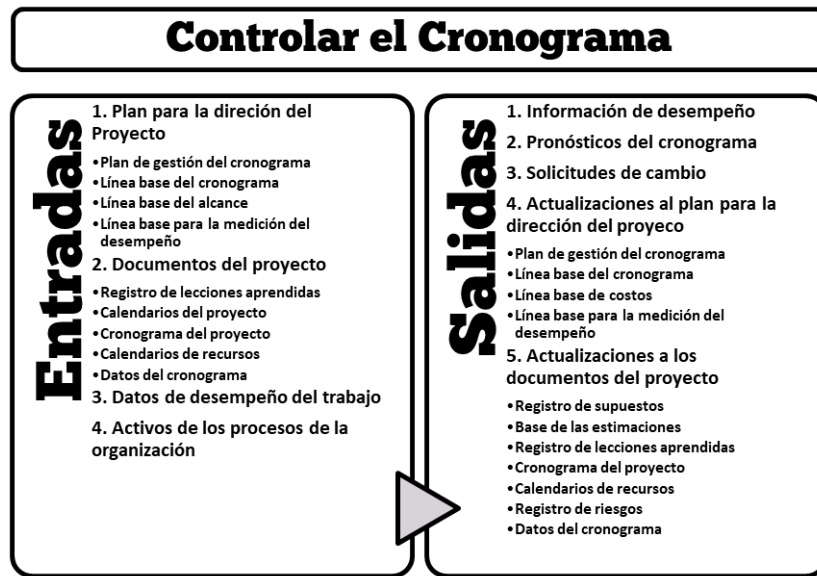 Controlar el Cronograma
Entradas
1. Plan para la direción del
Proyecto
•Plan de gestión del cronograma
•Línea base del cronograma
•Línea base del alcance
•Línea base para la medición del
desempeño
2. Documentos del proyecto
•Registro de lecciones aprendidas
•Calendarios del proyecto
•Cronograma del proyecto
•Calendarios de recursos
•Datos del cronograma
3. Datos de desempeño del trabajo
4. Activos de los procesos de la
organización
Salidas
1. Información de desempeño
2. Pronósticos del cronograma
3. Solicitudes de cambio
4. Actualizaciones al plan para la
dirección del proyeco
•Plan de gestión del cronograma
•Línea base del cronograma
•Línea base de costos
•Línea base para la medición del
desempeño
5. Actualizaciones a los
documentos del proyecto
•Registro de supuestos
•Base de las estimaciones
•Registro de lecciones aprendidas
•Cronograma del proyecto
•Calendarios de recursos
•Registro de riesgos
•Datos del cronograma